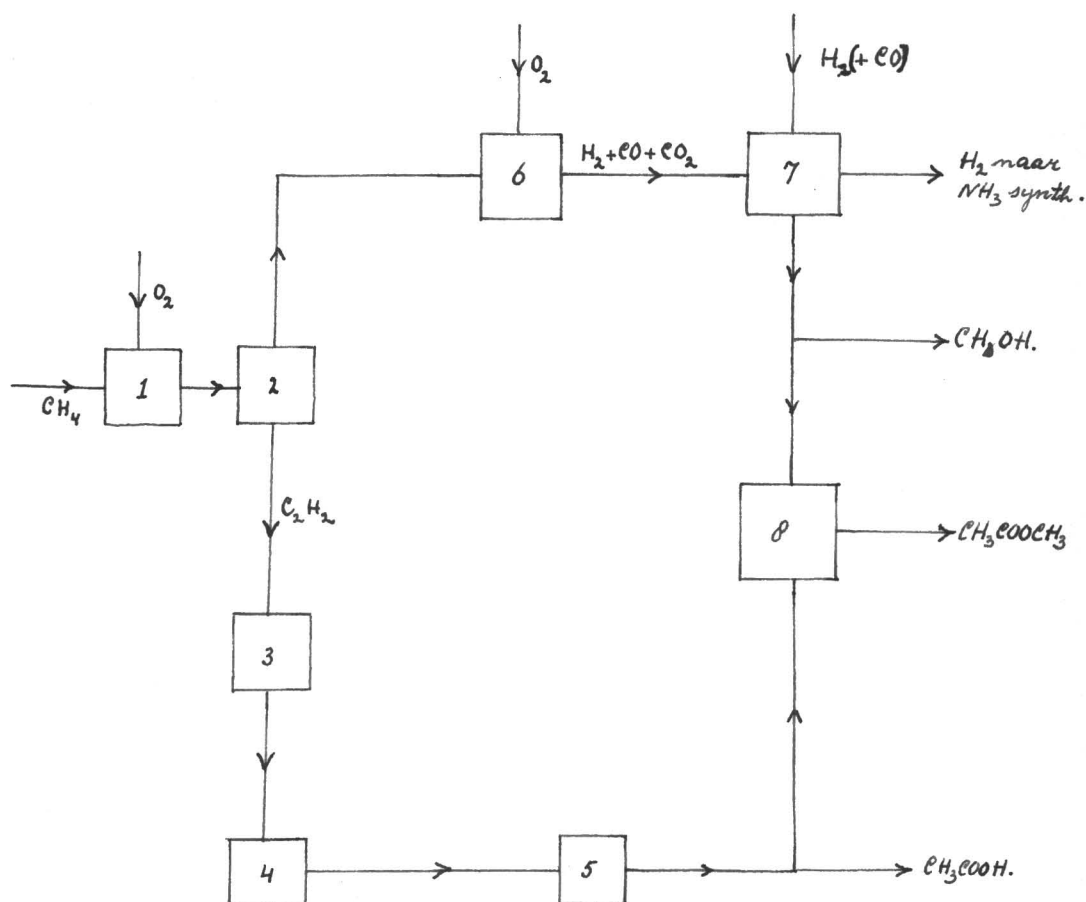 O₂
H₂(+CO)
6
H₂+CO+CO₂
7
H₂ naar
NH₃ synth.
O₂
CH₃OH.
1
2
CH₄
C₂H₂
8
CH₃COOCH₃
3
4
5
CH₃COOH.